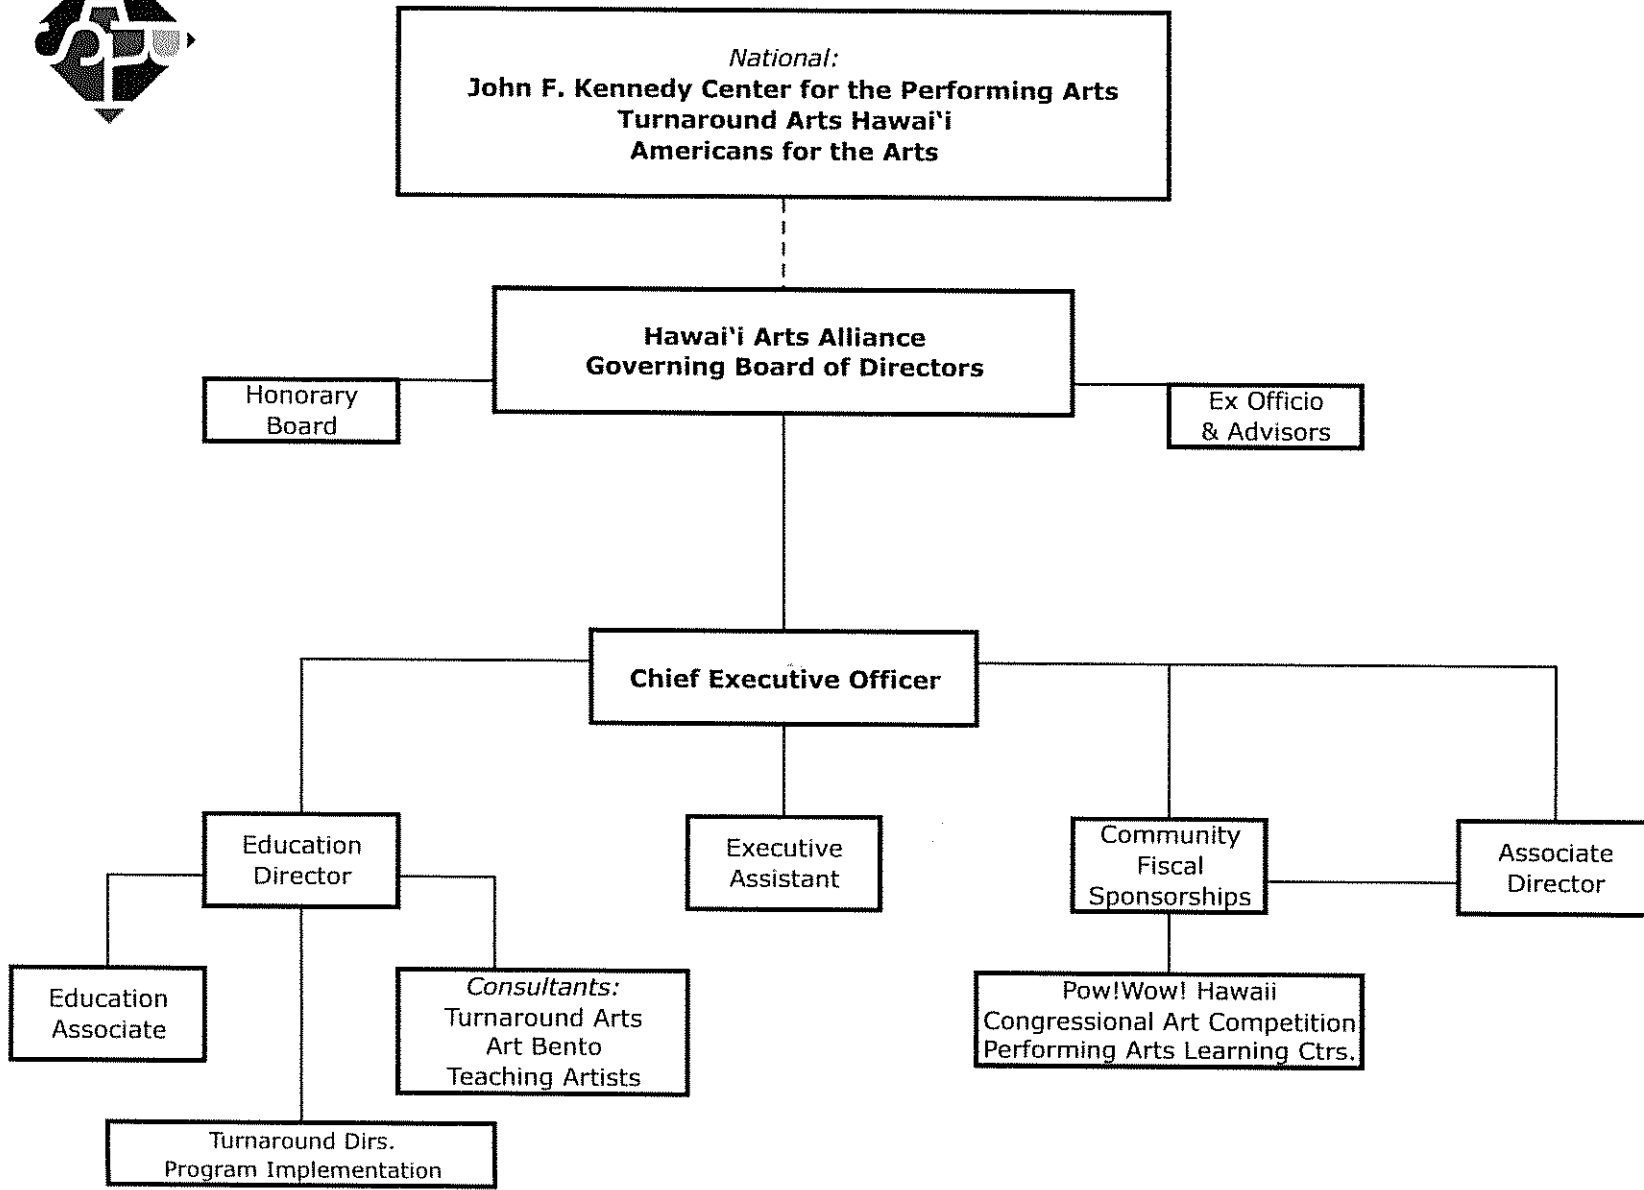 National:
John F. Kennedy Center for the Performing Arts
Turnaround Arts Hawai‘i
Americans for the Arts
Hawai‘i Arts Alliance
Governing Board of Directors
Honorary
Board
Ex Officio
& Advisors
Chief Executive Officer
Education
Director
Executive
Assistant
Community
Fiscal
Sponsorships
Associate
Director
Education
Associate
Consultants:
Turnaround Arts
Art Bento
Teaching Artists
Pow!Wow! Hawaii
Congressional Art Competition
Performing Arts Learning Ctrs.
Turnaround Dirs.
Program Implementation